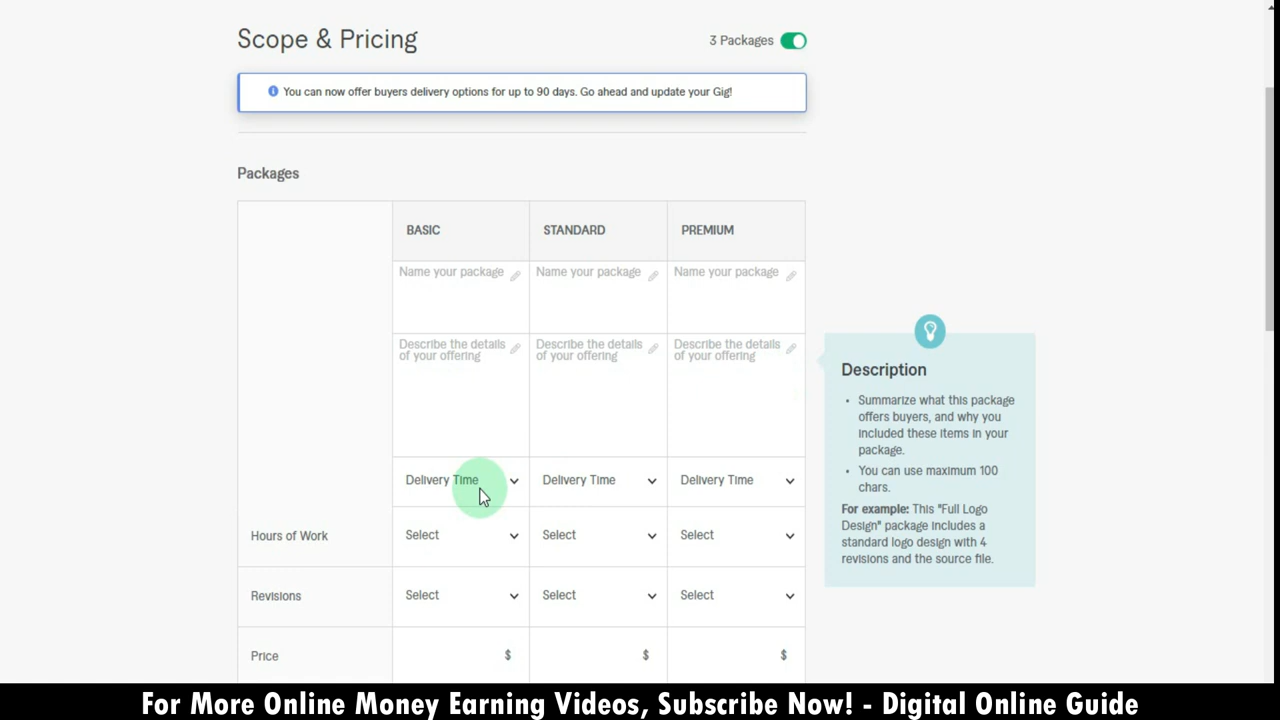 Scope & Pricing
3 Packages
You can now offer buyers delivery options for up to 90 days. Go ahead and update your Gig!
Packages
BASIC STANDARD PREMIUM
Name your package Name your package Name your package
Describe the details of your offering Describe the details of your offering Describe the details of your offering
Delivery Time Delivery Time Delivery Time
Hours of Work Select Select Select
Revisions Select Select Select
Price $ $ $
Description
• Summarize what this package
offers buyers, and why you
included these items in your
package.
• You can use maximum 100
chars.
For example: This "Full Logo
Design" package includes a
standard logo design with 4
revisions and the source file.
For More Online Money Earning Videos, Subscribe Now! - Digital Online Guide